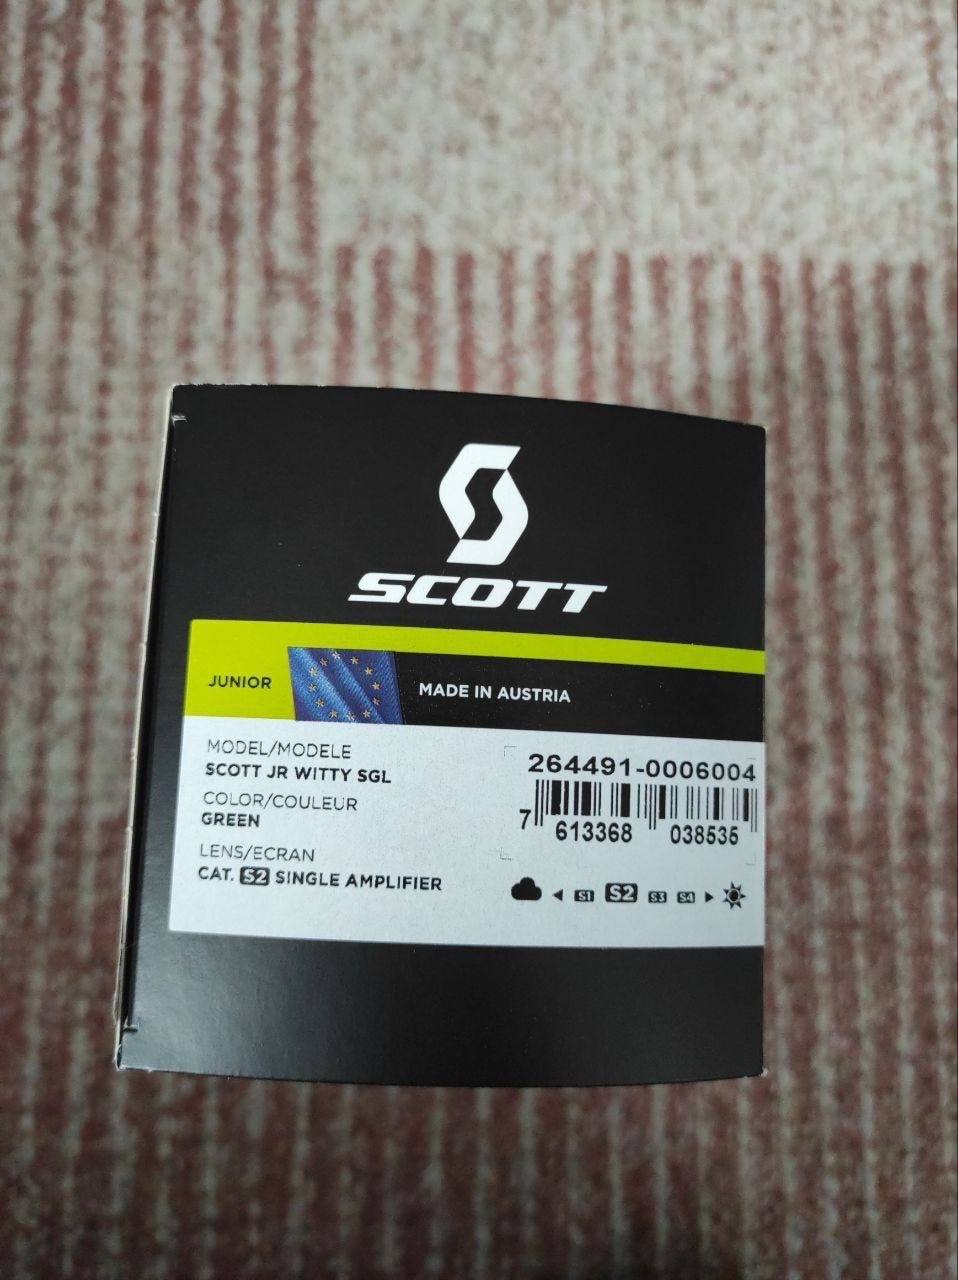 SCOTT
JUNIOR
MADE IN AUSTRIA
MODEL/MODELE
SCOTT JR WITTY SGL
COLOR/COULEUR
GREEN
LENS/ECRAN
CAT. S2 SINGLE AMPLIFIER
264491-0006004
7 613368 038535
S1 S2 S3 S4